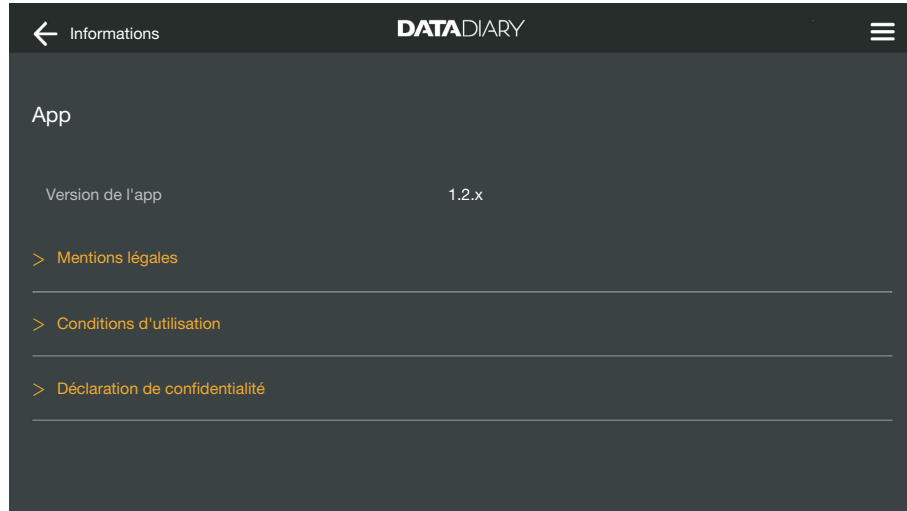 Informations
DATADIARY
App
Version de l'app 1.2.x
> Mentions légales
> Conditions d'utilisation
> Déclaration de confidentialité